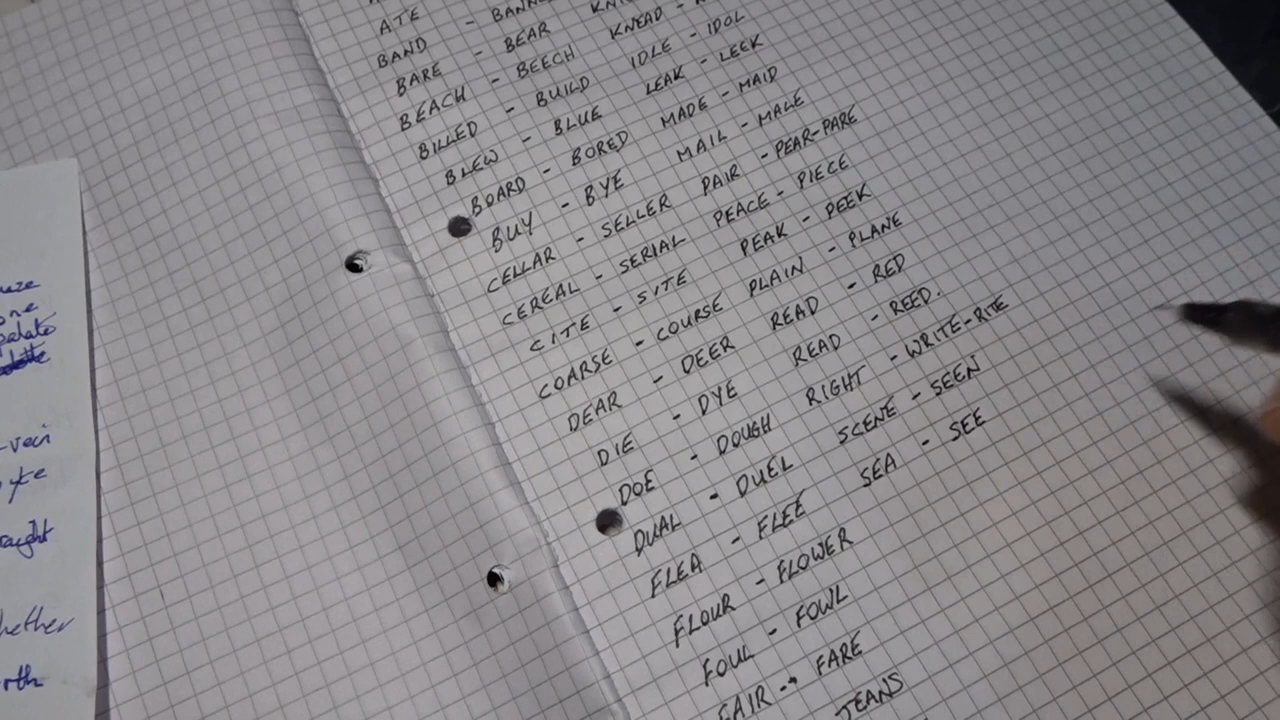 ATE
BAND -
BARE - BEAR
BEACH - BEECH KNEAD -
BILLED - BUILD IDLE - IDOL
BLEW - BLUE LEAK - LEEK
BOARD - BORED MADE - MAID
BUY - BYE MAIL - MALE
CELLAR - SELLER PAIR - PEAR-PARE
CEREAL - SERIAL PEACE - PIECE
CITE - SITE PEAK - PEEK
COARSE - COURSE PLAIN - PLANE
DEAR - DEER READ - RED
DIE - DYE READ - REED.
DOE - DOUGH RIGHT - WRITE-RITE
DUAL - DUEL SCENE - SEEN
FLEA - FLEE SEA - SEE
FLOUR - FLOWER
FOUL - FOWL
FAIR - FARE
JEANS
palate
-vein